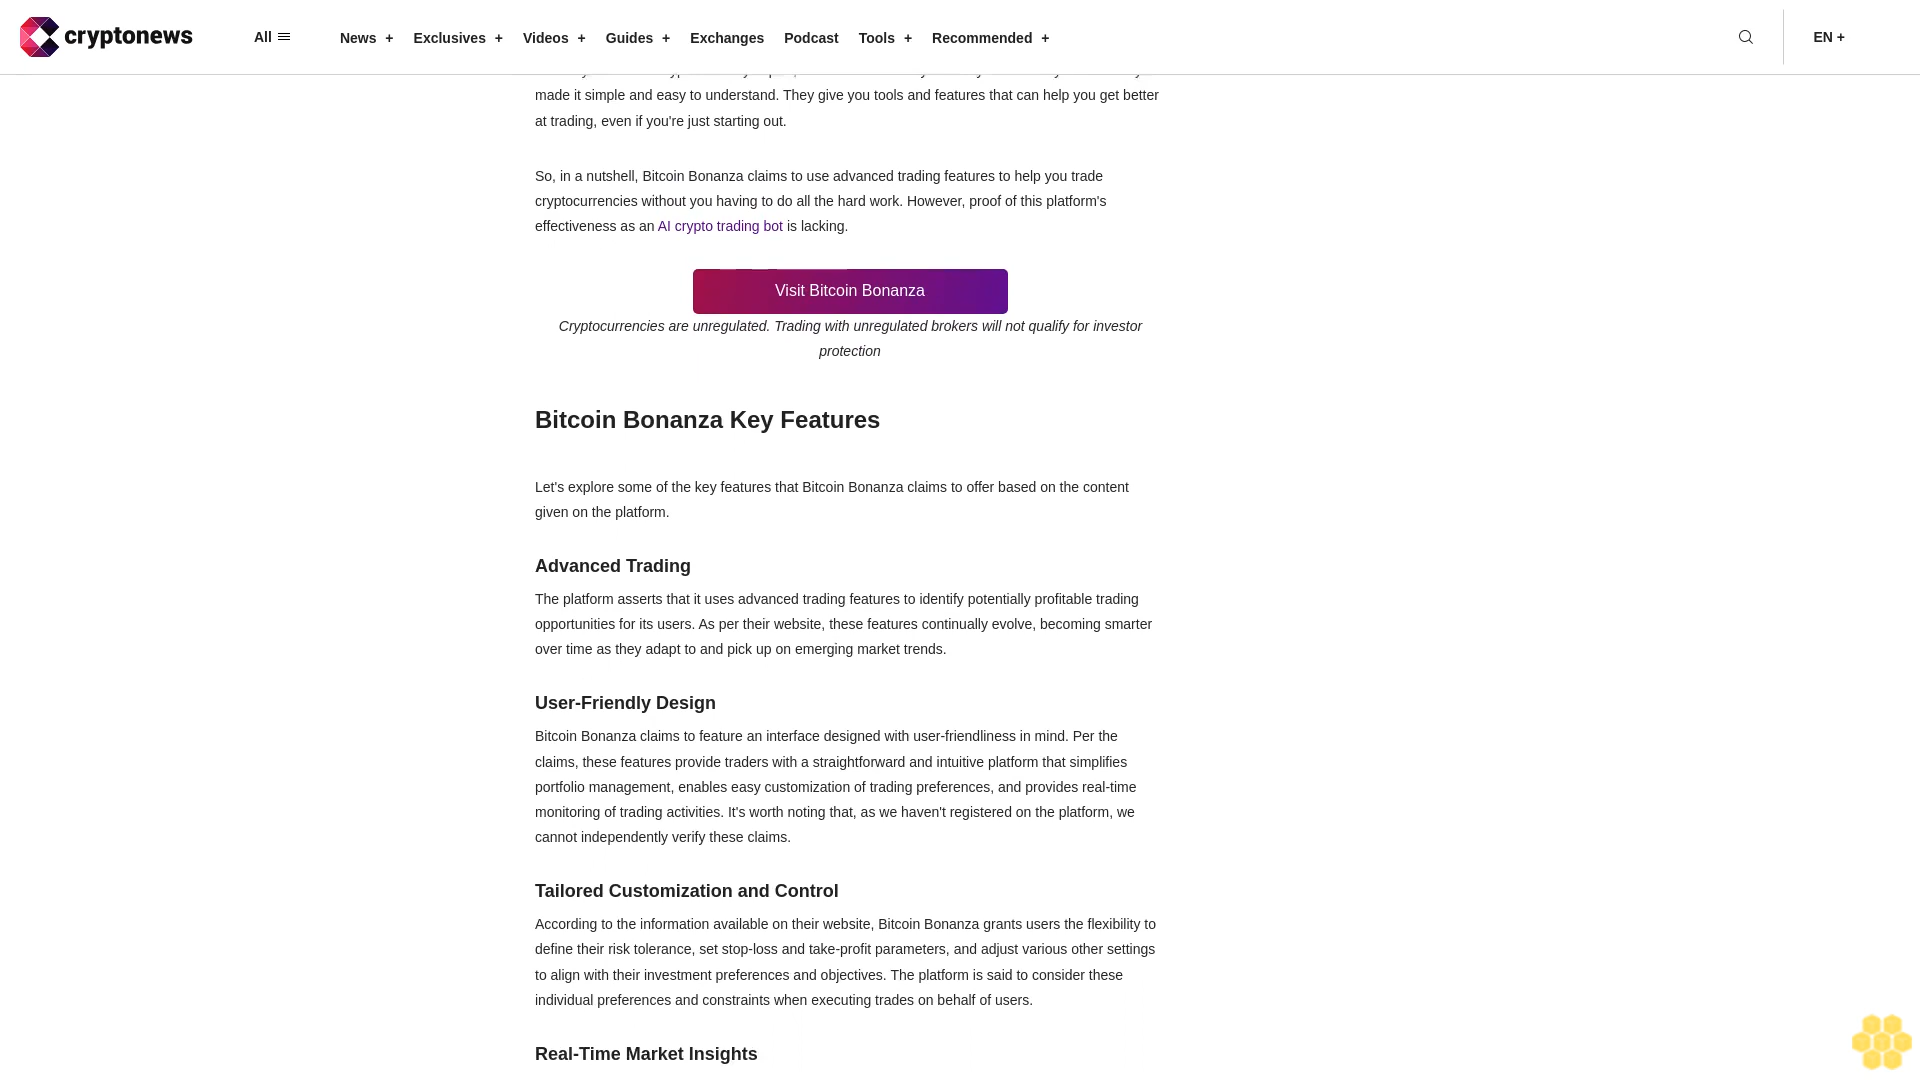 cryptonews
All
News +
Exclusives +
Videos +
Guides +
Exchanges
Podcast
Tools +
Recommended +
EN +
made it simple and easy to understand. They give you tools and features that can help you get better
at trading, even if you're just starting out.
So, in a nutshell, Bitcoin Bonanza claims to use advanced trading features to help you trade
cryptocurrencies without you having to do all the hard work. However, proof of this platform's
effectiveness as an AI crypto trading bot is lacking.
Visit Bitcoin Bonanza
Cryptocurrencies are unregulated. Trading with unregulated brokers will not qualify for investor
protection
Bitcoin Bonanza Key Features
Let's explore some of the key features that Bitcoin Bonanza claims to offer based on the content
given on the platform.
Advanced Trading
The platform asserts that it uses advanced trading features to identify potentially profitable trading
opportunities for its users. As per their website, these features continually evolve, becoming smarter
over time as they adapt to and pick up on emerging market trends.
User-Friendly Design
Bitcoin Bonanza claims to feature an interface designed with user-friendliness in mind. Per the
claims, these features provide traders with a straightforward and intuitive platform that simplifies
portfolio management, enables easy customization of trading preferences, and provides real-time
monitoring of trading activities. It's worth noting that, as we haven't registered on the platform, we
cannot independently verify these claims.
Tailored Customization and Control
According to the information available on their website, Bitcoin Bonanza grants users the flexibility to
define their risk tolerance, set stop-loss and take-profit parameters, and adjust various other settings
to align with their investment preferences and objectives. The platform is said to consider these
individual preferences and constraints when executing trades on behalf of users.
Real-Time Market Insights